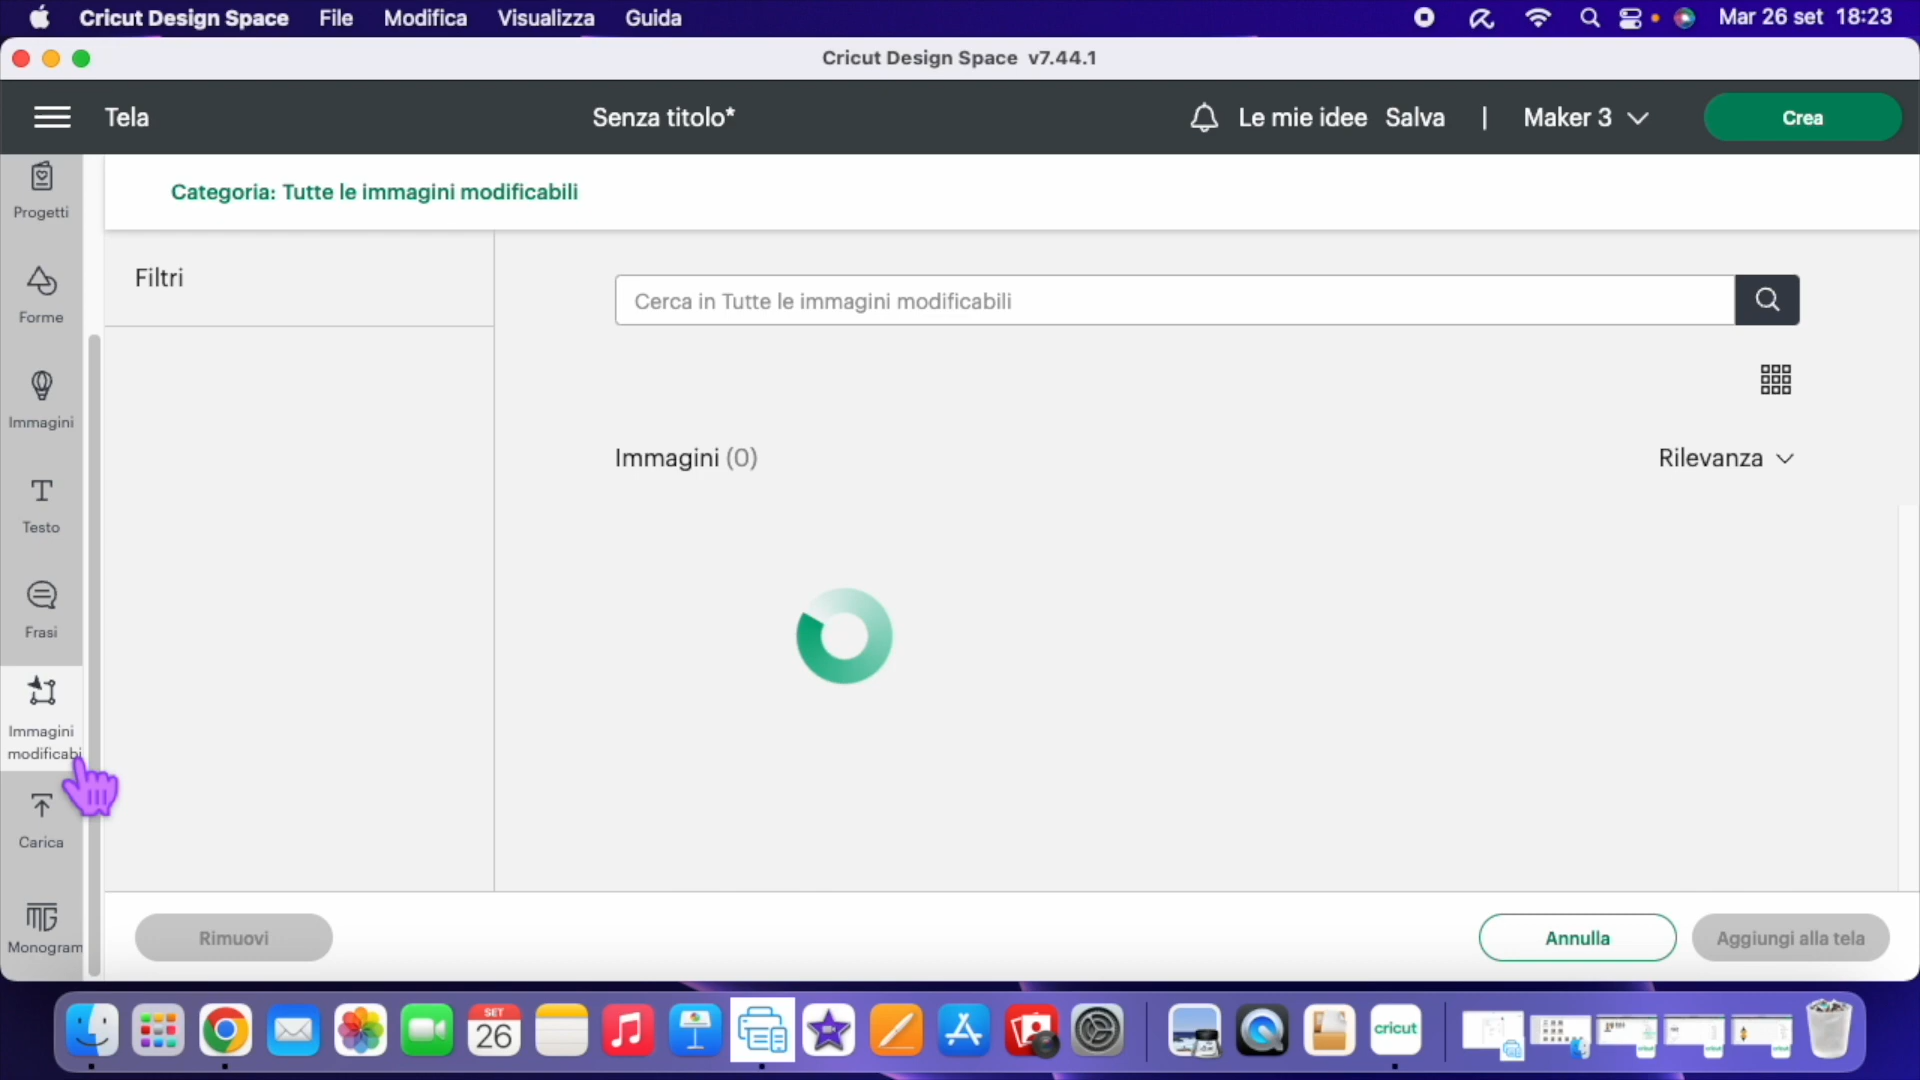 Cricut Design Space File Modifica Visualizza Guida Mar 26 set 18:23
Cricut Design Space v7.44.1
Tela Senza titolo* Le mie idee Salva | Maker 3 Crea
Categoria: Tutte le immagini modificabili
Progetti
Forme
Immagini
Testo
Frasi
Immagini
modificabi
Carica
Monogram
Filtri
Cerca in Tutte le immagini modificabili
Immagini (0) Rilevanza
Rimuovi Annulla Aggiungi alla tela
SET
26
cricut